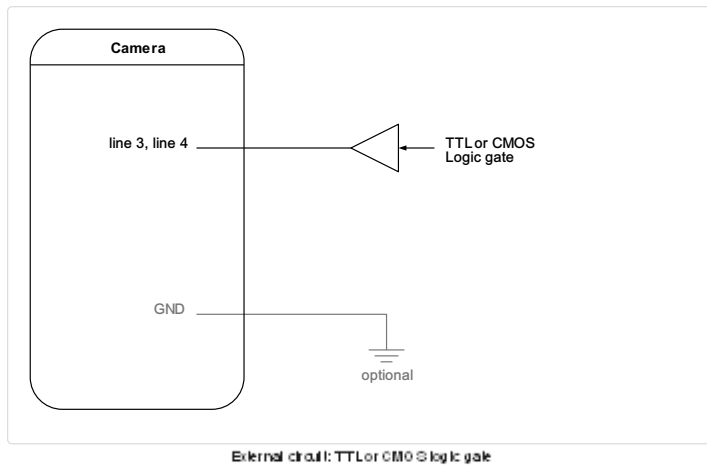 Camera
line 3, line 4
TTL or CMOS
Logic gate
GND
optional
External circuit: TTL or CMOS logic gate